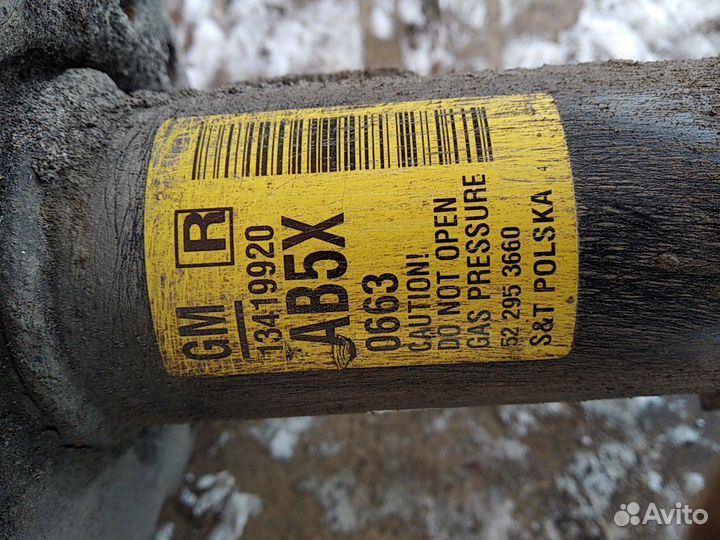 GM R
13419920
AB5X
0663
CAUTION!
DO NOT OPEN
GAS PRESSURE
52 295 3660
S&T POLSKA
Avito